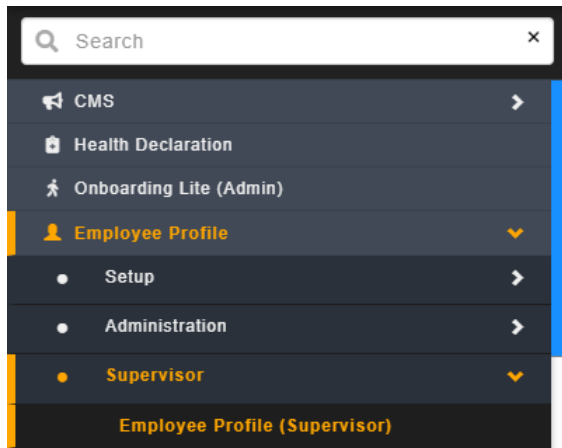 Search
CMS
Health Declaration
Onboarding Lite (Admin)
Employee Profile
Setup
Administration
Supervisor
Employee Profile (Supervisor)